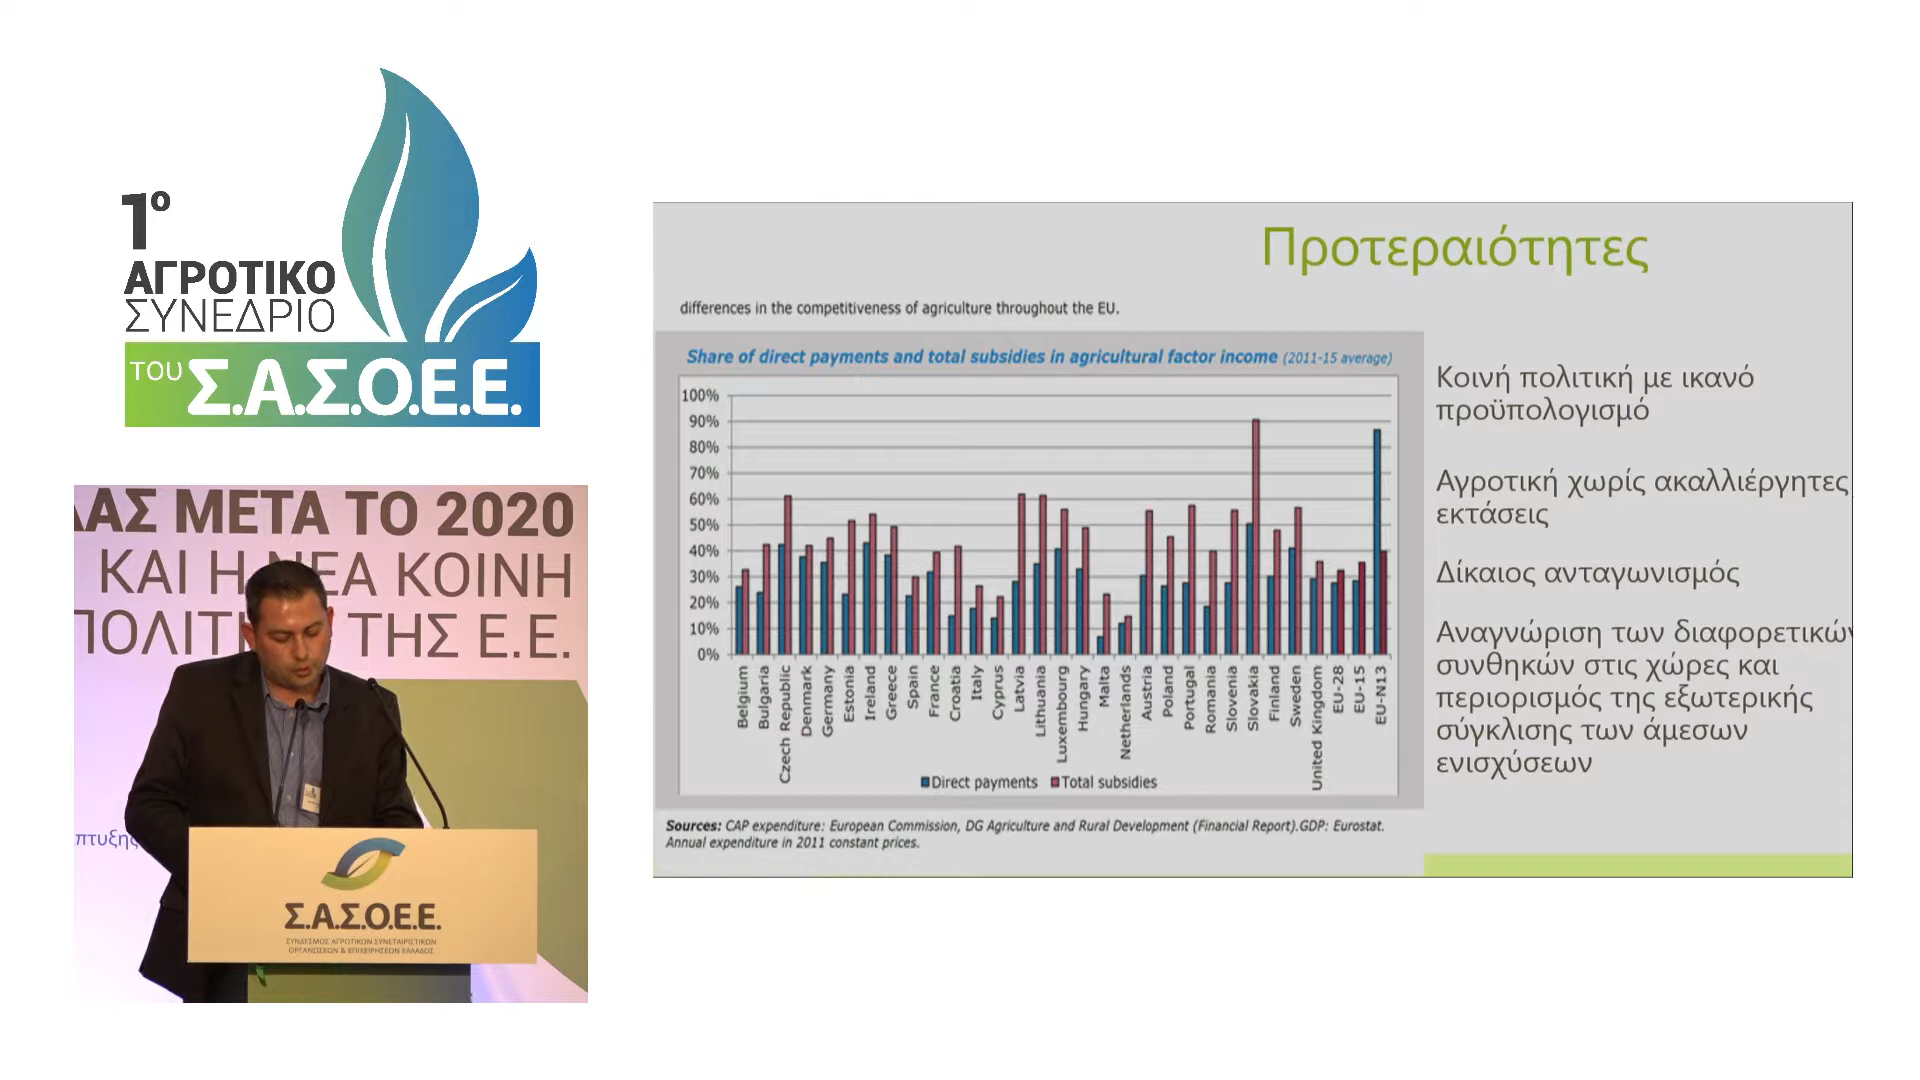 1ο
ΑΓΡΟΤΙΚΟ
ΣΥΝΕΔΡΙΟ
ΤΟΥ Σ.Α.Σ.Ο.Ε.Ε.
ΛΑΣ ΜΕΤΑ ΤΟ 2020
ΚΑΙ Η ΝΕΑ ΚΟΙΝΗ
ΠΟΛΙΤ ΤΗΣ Ε.Ε.
πτυξης
Σ.Α.Σ.Ο.Ε.Ε.
ΣΥΝΔΕΣΜΟΣ ΑΓΡΟΤΙΚΩΝ ΣΥΝΕΤΑΙΡΙΣΤΙΚΩΝ
ΟΡΓΑΝΩΣΕΩΝ & ΕΠΙΧΕΙΡΗΣΕΩΝ ΕΛΛΑΔΟΣ
Προτεραιότητες
differences in the competitiveness of agriculture throughout the EU.
Share of direct payments and total subsidies in agricultural factor income (2011-15 average)
100%
90%
80%
70%
60%
50%
40%
30%
20%
10%
0%
Belgium
Bulgaria
Czech Republic
Denmark
Germany
Estonia
Ireland
Greece
Spain
France
Croatia
Italy
Cyprus
Latvia
Lithuania
Luxembourg
Hungary
Malta
Netherlands
Austria
Poland
Portugal
Romania
Slovenia
Slovakia
Finland
Sweden
United Kingdom
EU-28
EU-15
EU-N13
Direct payments Total subsidies
Sources: CAP expenditure: European Commission, DG Agriculture and Rural Development (Financial Report).GDP: Eurostat.
Annual expenditure in 2011 constant prices.
Κοινή πολιτική με ικανό
προϋπολογισμό
Αγροτική χωρίς ακαλλιέργητες
εκτάσεις
Δίκαιος ανταγωνισμός
Αναγνώριση των διαφορετικών
συνθηκών στις χώρες και
περιορισμός της εξωτερικής
σύγκλισης των άμεσων
ενισχύσεων